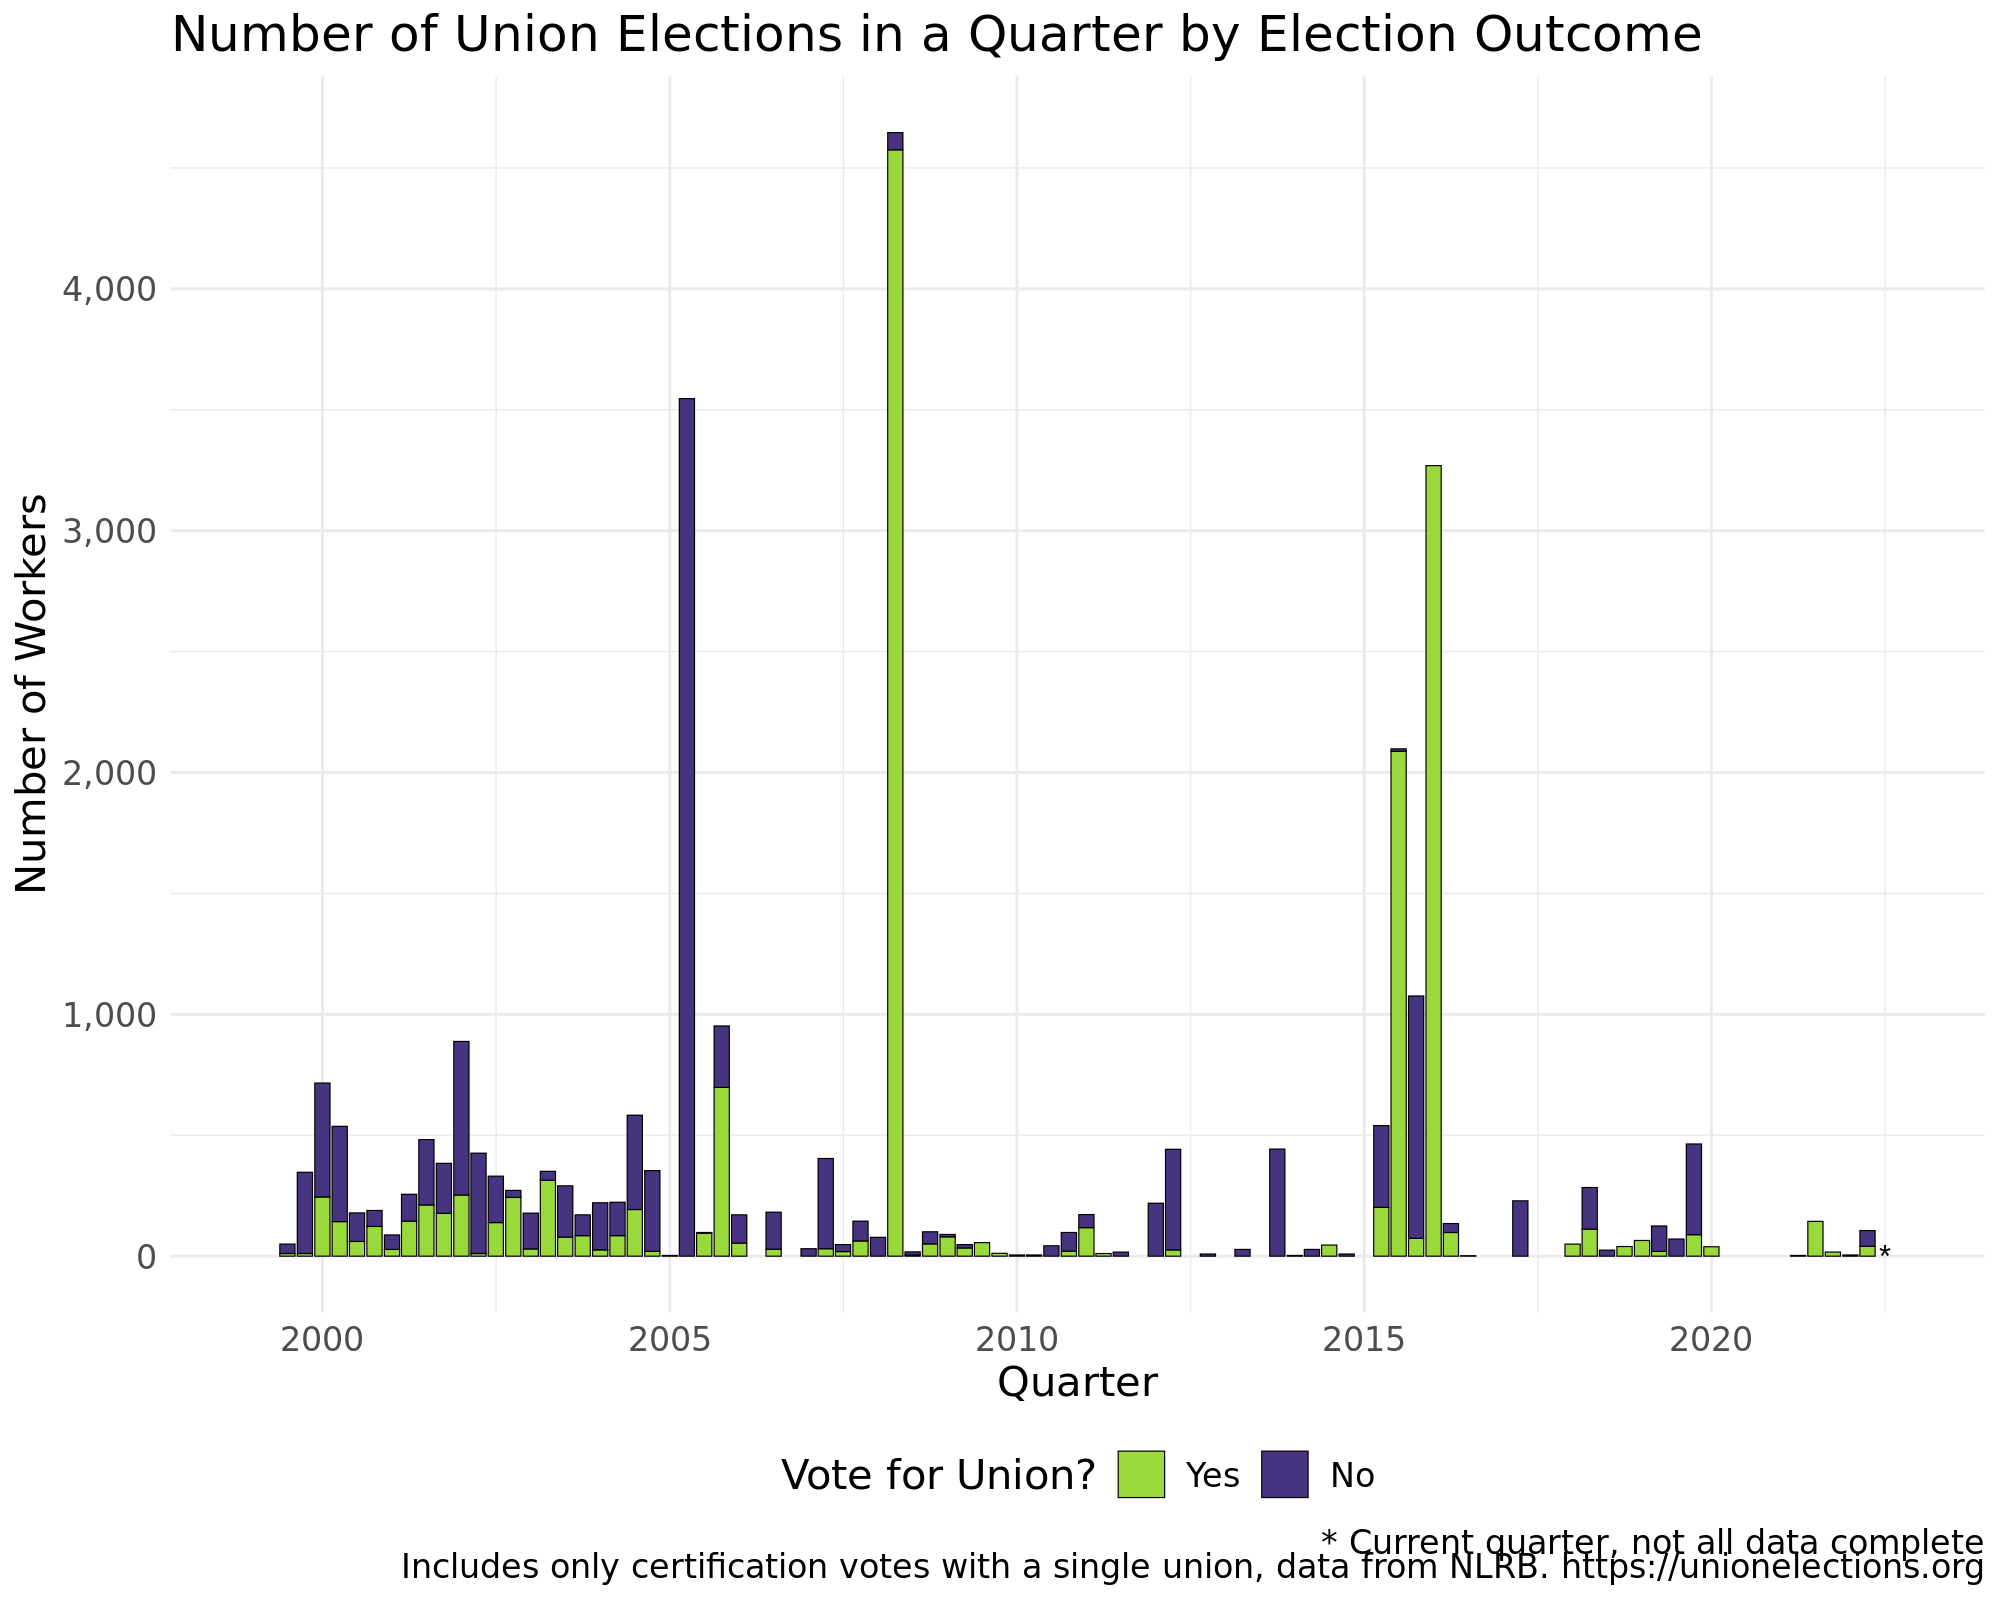 Number of Union Elections in a Quarter by Election Outcome
Number of Workers
4,000
3,000
2,000
1,000
0
*
2000 2005 2010 2015 2020
Quarter
Vote for Union? Yes No
* Current quarter, not all data complete
Includes only certification votes with a single union, data from NLRB. https://unionelections.org